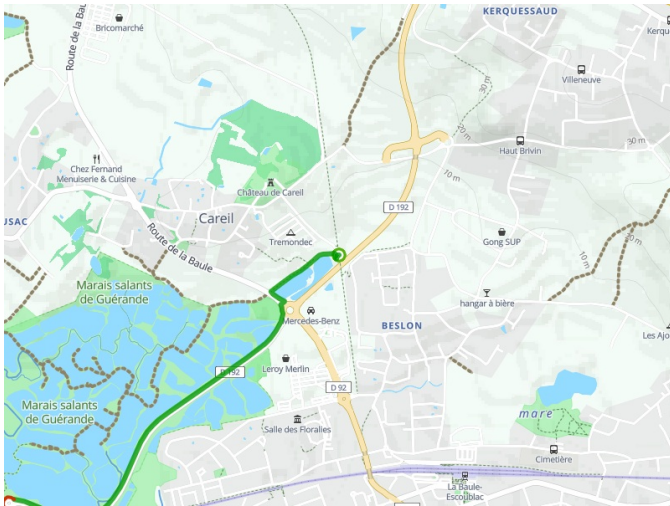 KERQUESSAUD
Bricomarché
Route de la Ba
Kerqu
Villeneuve
30 m
20 m
30 m
Haut Brivin
Chez Fernand
Menuiserie & Cuisine
10 m
Château de Careil
D 192
USAC
Careil
Route de la Baule
Tremondec
Gong SUP
20 m
10 m
Marais salants
de Guérande
hangar à bière
Mercedes-Benz
BESLON
Les Ajo
Leroy Merlin
D 192
D 92
Marais salants
de Guérande
mare
Salle des Floralles
Cimetière
La Baule-
Escoublac